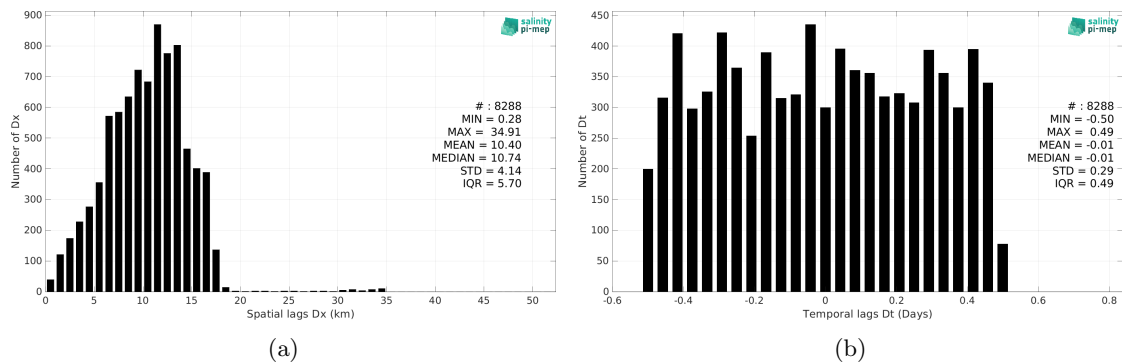 900
800
700
600
500
400
300
200
100
0
Number of Dx
0 5 10 15 20 25 30 35 40 45 50
Spatial lags Dx (km)
salinity
pi-mep
# : 8288
MIN = 0.28
MAX = 34.91
MEAN = 10.40
MEDIAN = 10.74
STD = 4.14
IQR = 5.70
(a)
450
400
350
300
250
200
150
100
50
0
Number of Dt
-0.6 -0.4 -0.2 0 0.2 0.4 0.6 0.8
Temporal lags Dt (Days)
salinity
pi-mep
# : 8288
MIN = -0.50
MAX = 0.49
MEAN = -0.01
MEDIAN = -0.01
STD = 0.29
IQR = 0.49
(b)